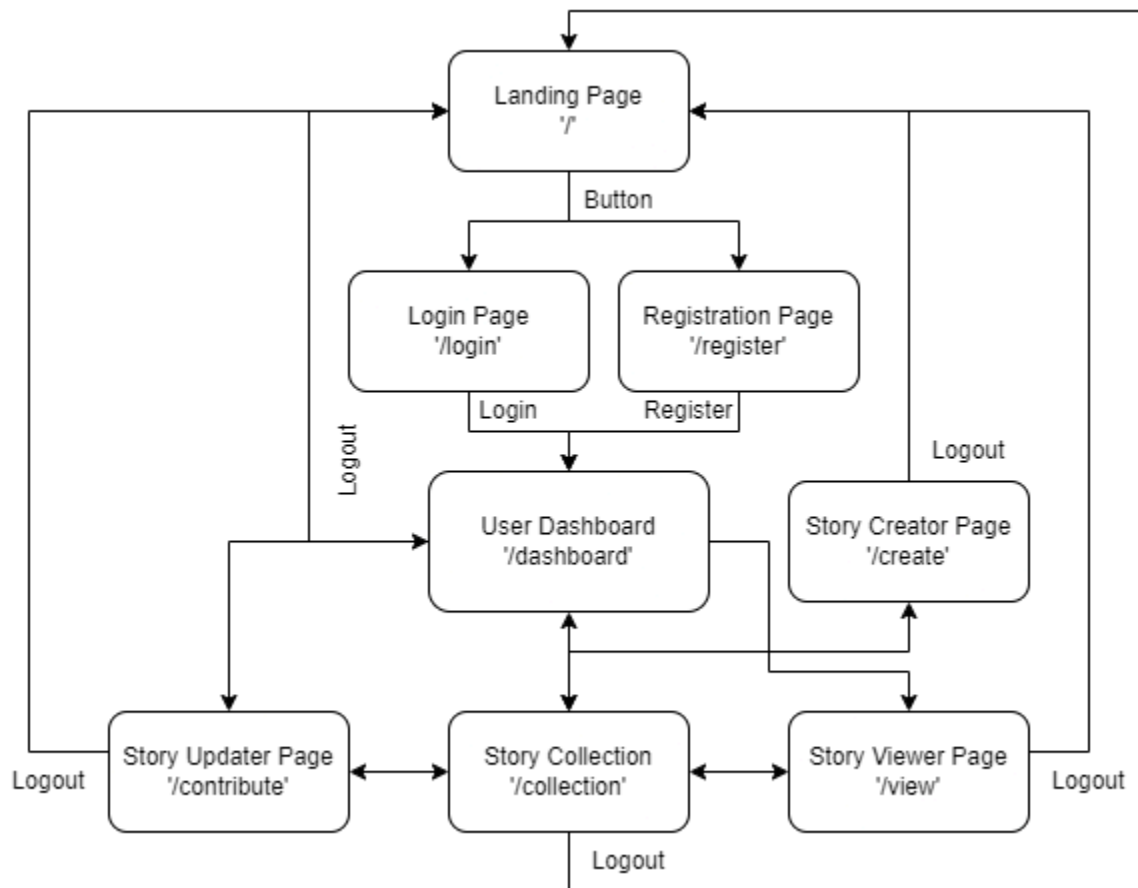 Landing Page
'/'
Button
Login Page
'/login'
Registration Page
'/register'
Login
Register
Logout
Logout
User Dashboard
'/dashboard'
Story Creator Page
'/create'
Story Updater Page
'/contribute'
Story Collection
'/collection'
Story Viewer Page
'/view'
Logout
Logout
Logout